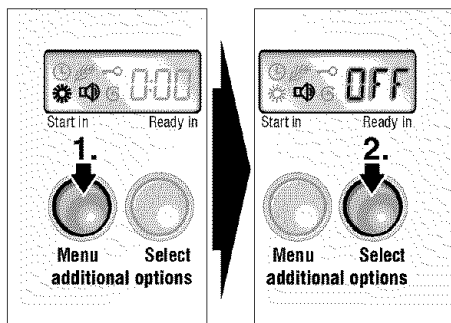 0:00
Start in Ready in
1.
Menu Select
additional options
OFF
Start in Ready in
2.
Menu Select
additional options